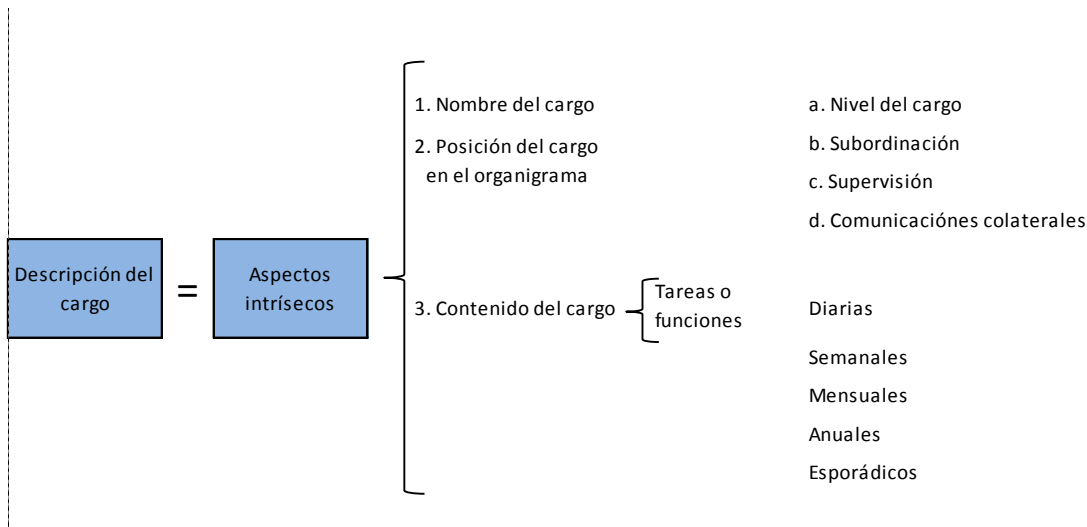 Descripción del
cargo
=
Aspectos
intrísecos
1. Nombre del cargo
2. Posición del cargo
en el organigrama
a. Nivel del cargo
b. Subordinación
c. Supervisión
d. Comunicaciónes colaterales
3. Contenido del cargo
Tareas o
funciones
Diarias
Semanales
Mensuales
Anuales
Esporádicos